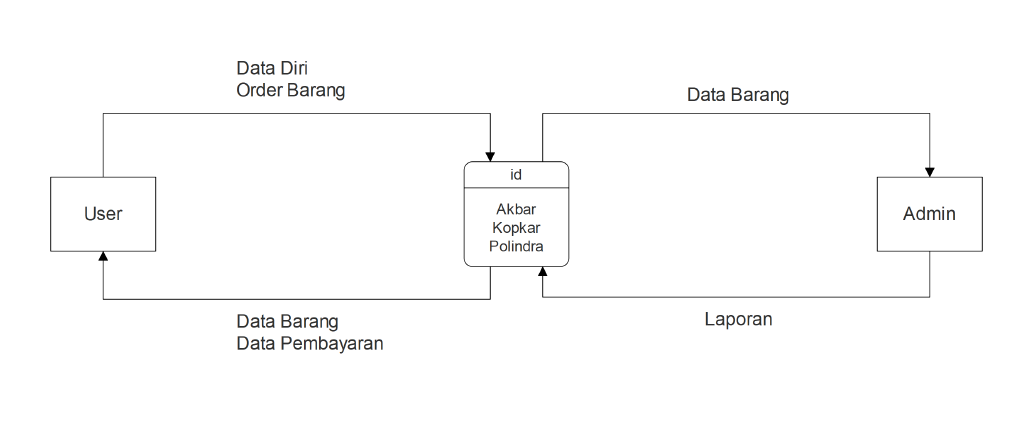 Data Diri
Order Barang
Data Barang
id
User
Akbar
Kopkar
Polindra
Admin
Data Barang
Data Pembayaran
Laporan